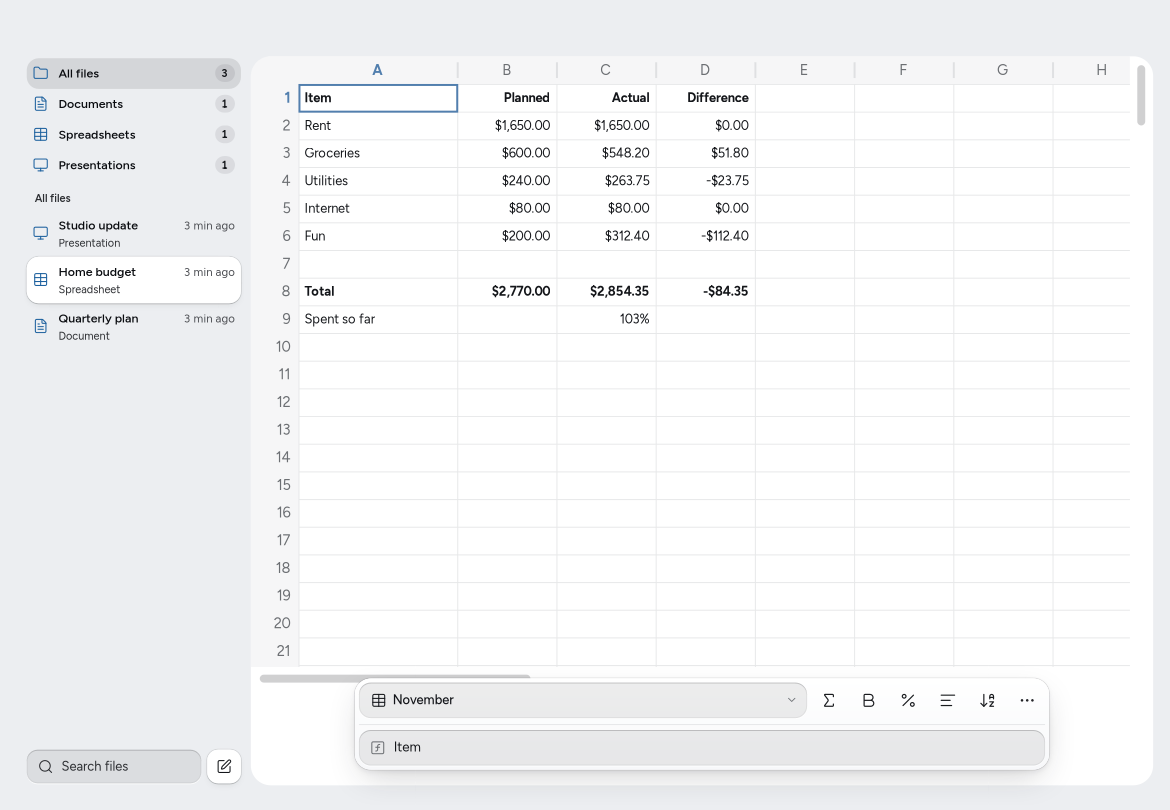 All files 3
Documents 1
Spreadsheets 1
Presentations 1
All files
Studio update 3 min ago
Presentation
Home budget 3 min ago
Spreadsheet
Quarterly plan 3 min ago
Document
Search files
A B C D E F G H
1 Item Planned Actual Difference
2 Rent $1,650.00 $1,650.00 $0.00
3 Groceries $600.00 $548.20 $51.80
4 Utilities $240.00 $263.75 -$23.75
5 Internet $80.00 $80.00 $0.00
6 Fun $200.00 $312.40 -$112.40
7
8 Total $2,770.00 $2,854.35 -$84.35
9 Spent so far 103%
10
11
12
13
14
15
16
17
18
19
20
21
November
Item